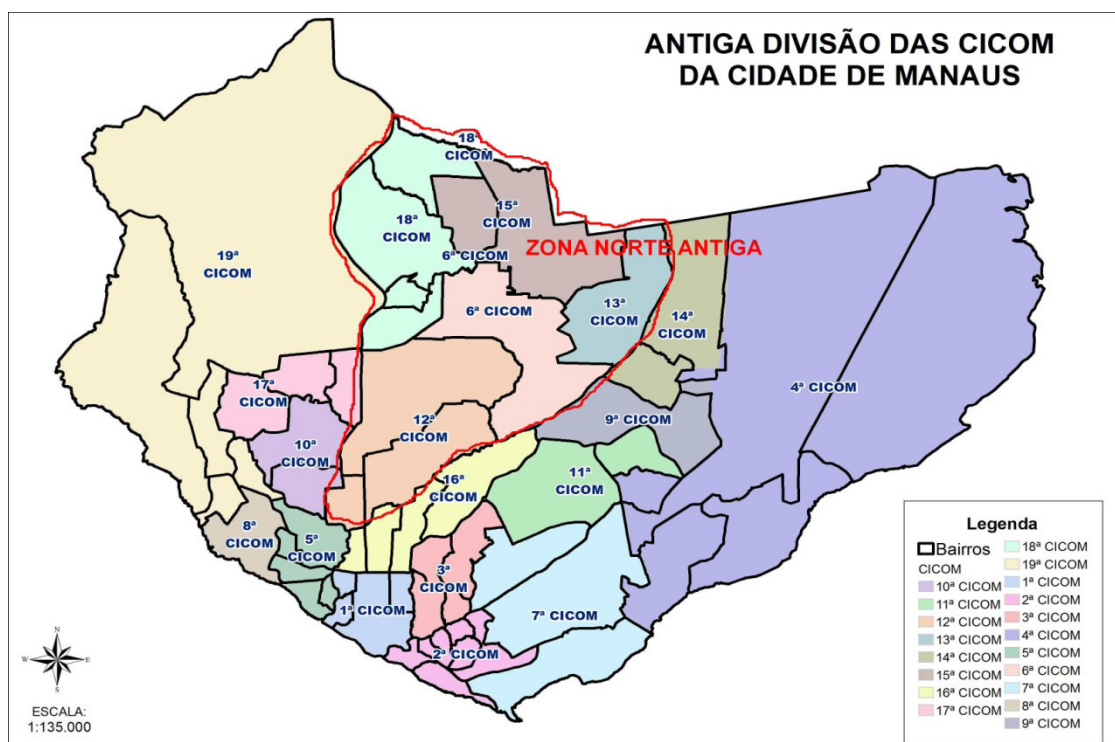 ANTIGA DIVISÃO DAS CICOM
DA CIDADE DE MANAUS
18ª
CICOM
15ª
CICOM
18ª
CICOM
ZONA NORTE ANTIGA
6ª CICOM
19ª
CICOM
6ª CICOM
13ª
CICOM
14ª
CICOM
17ª
CICOM
4ª CICOM
12ª
CICOM
9ª CICOM
10ª
CICOM
11ª
CICOM
16ª
CICOM
8ª
CICOM
5ª
CICOM
3ª
CICOM
1ª CICOM
7ª CICOM
2ª CICOM
N
W
E
S
ESCALA:
1:135.000
Legenda
Bairros
CICOM
10ª CICOM
11ª CICOM
12ª CICOM
13ª CICOM
14ª CICOM
15ª CICOM
16ª CICOM
17ª CICOM
18ª CICOM
19ª CICOM
1ª CICOM
2ª CICOM
3ª CICOM
4ª CICOM
5ª CICOM
6ª CICOM
7ª CICOM
8ª CICOM
9ª CICOM